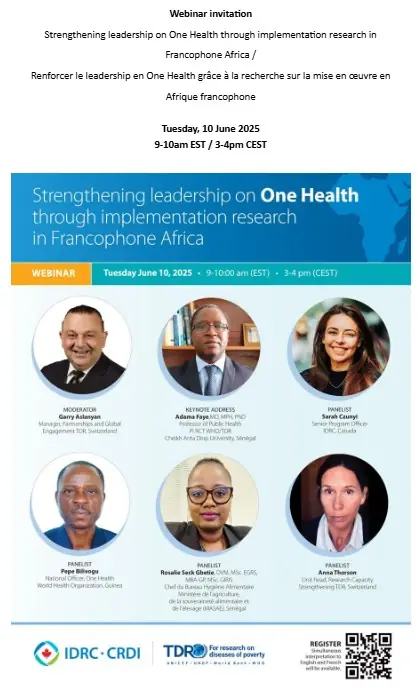 Webinar invitation
Strengthening leadership on One Health through implementation research in
Francophone Africa /
Renforcer le leadership en One Health grâce à la recherche sur la mise en œuvre en
Afrique francophone
Tuesday, 10 June 2025
9-10am EST / 3-4pm CEST
Strengthening leadership on One Health
through implementation research
in Francophone Africa
WEBINAR Tuesday June 10, 2025 • 9-10:00 am (EST) • 3-4 pm (CEST)
MODERATOR
Garry Aslanyan
Manager, Partnerships and Global
Engagement TDR, Switzerland
KEYNOTE ADDRESS
Adama Faye, MD, MPH, PhD
Professor of Public Health
PI RCT WHO/TDR
Cheikh Anta Diop University, Sénégal
PANELIST
Sarah Caunyi
Senior Program Officer
IDRC, Canada
PANELIST
Pepe Bilivogu
National Officer, One Health
World Health Organization, Guinea
PANELIST
Rosalie Seck Gbetie, DVM, MSc. EGRS,
MBA GP, MSc. GIRIS
Chef du Bureau Hygiène Alimentaire
Ministère de l'agriculture,
de la souveraineté alimentaire et
de l'élevage (MASAE), Sénégal
PANELIST
Anna Thorson
Unit head, Research Capacity
Strengthening TDR, Switzerland
IDRC · CRDI
TDR For research on
diseases of poverty
UNICEF · UNDP · World Bank · WHO
REGISTER
Simultaneous
interpretation to
English and French
will be available.